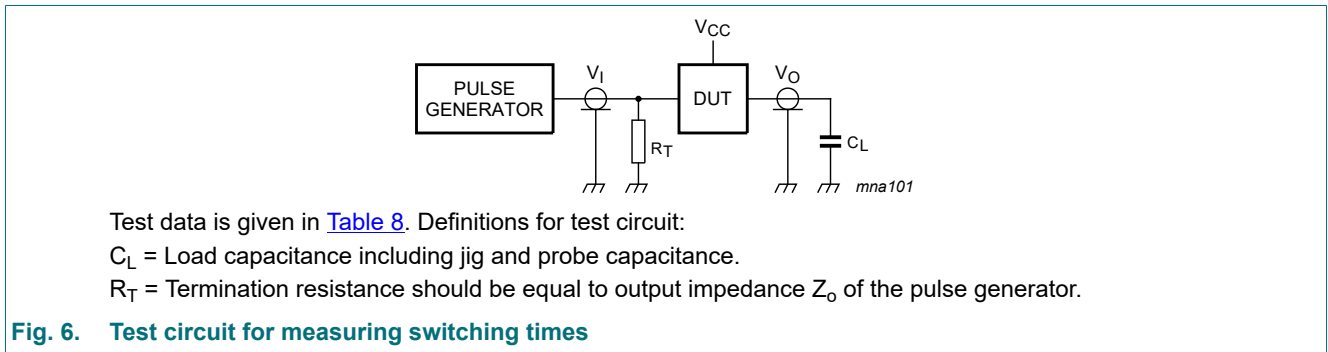 VCC
PULSE
GENERATOR
VI
DUT
VO
RT
CL
mna101
Test data is given in Table 8. Definitions for test circuit:
CL = Load capacitance including jig and probe capacitance.
RT = Termination resistance should be equal to output impedance Zo of the pulse generator.
Fig. 6. Test circuit for measuring switching times